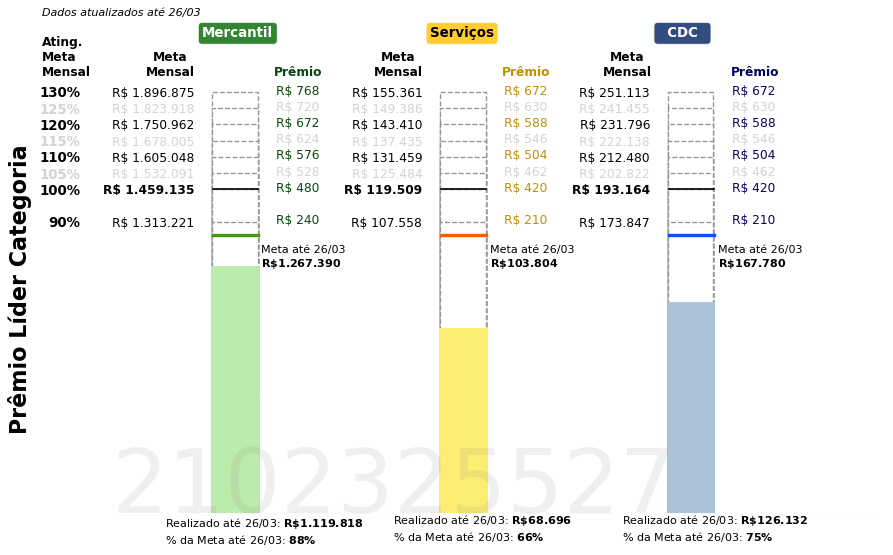 Dados atualizados até 26/03
Mercantil Serviços CDC
Ating.
Meta
Mensal
Meta
Mensal Prêmio
Meta
Mensal Prêmio
Meta
Mensal Prêmio
130% R$ 1.896.875 R$ 768 R$ 155.361 R$ 672 R$ 251.113 R$ 672
125% R$ 1.823.918 R$ 720 R$ 149.386 R$ 630 R$ 241.455 R$ 630
120% R$ 1.750.962 R$ 672 R$ 143.410 R$ 588 R$ 231.796 R$ 588
115% R$ 1.678.005 R$ 624 R$ 137.435 R$ 546 R$ 222.138 R$ 546
110% R$ 1.605.048 R$ 576 R$ 131.459 R$ 504 R$ 212.480 R$ 504
105% R$ 1.532.091 R$ 528 R$ 125.484 R$ 462 R$ 202.822 R$ 462
100% R$ 1.459.135 R$ 480 R$ 119.509 R$ 420 R$ 193.164 R$ 420
90% R$ 1.313.221 R$ 240 R$ 107.558 R$ 210 R$ 173.847 R$ 210
Meta até 26/03
R$1.267.390
Meta até 26/03
R$103.804
Meta até 26/03
R$167.780
Prêmio Líder Categoria
2102325527
Realizado até 26/03: R$1.119.818
% da Meta até 26/03: 88%
Realizado até 26/03: R$68.696
% da Meta até 26/03: 66%
Realizado até 26/03: R$126.132
% da Meta até 26/03: 75%